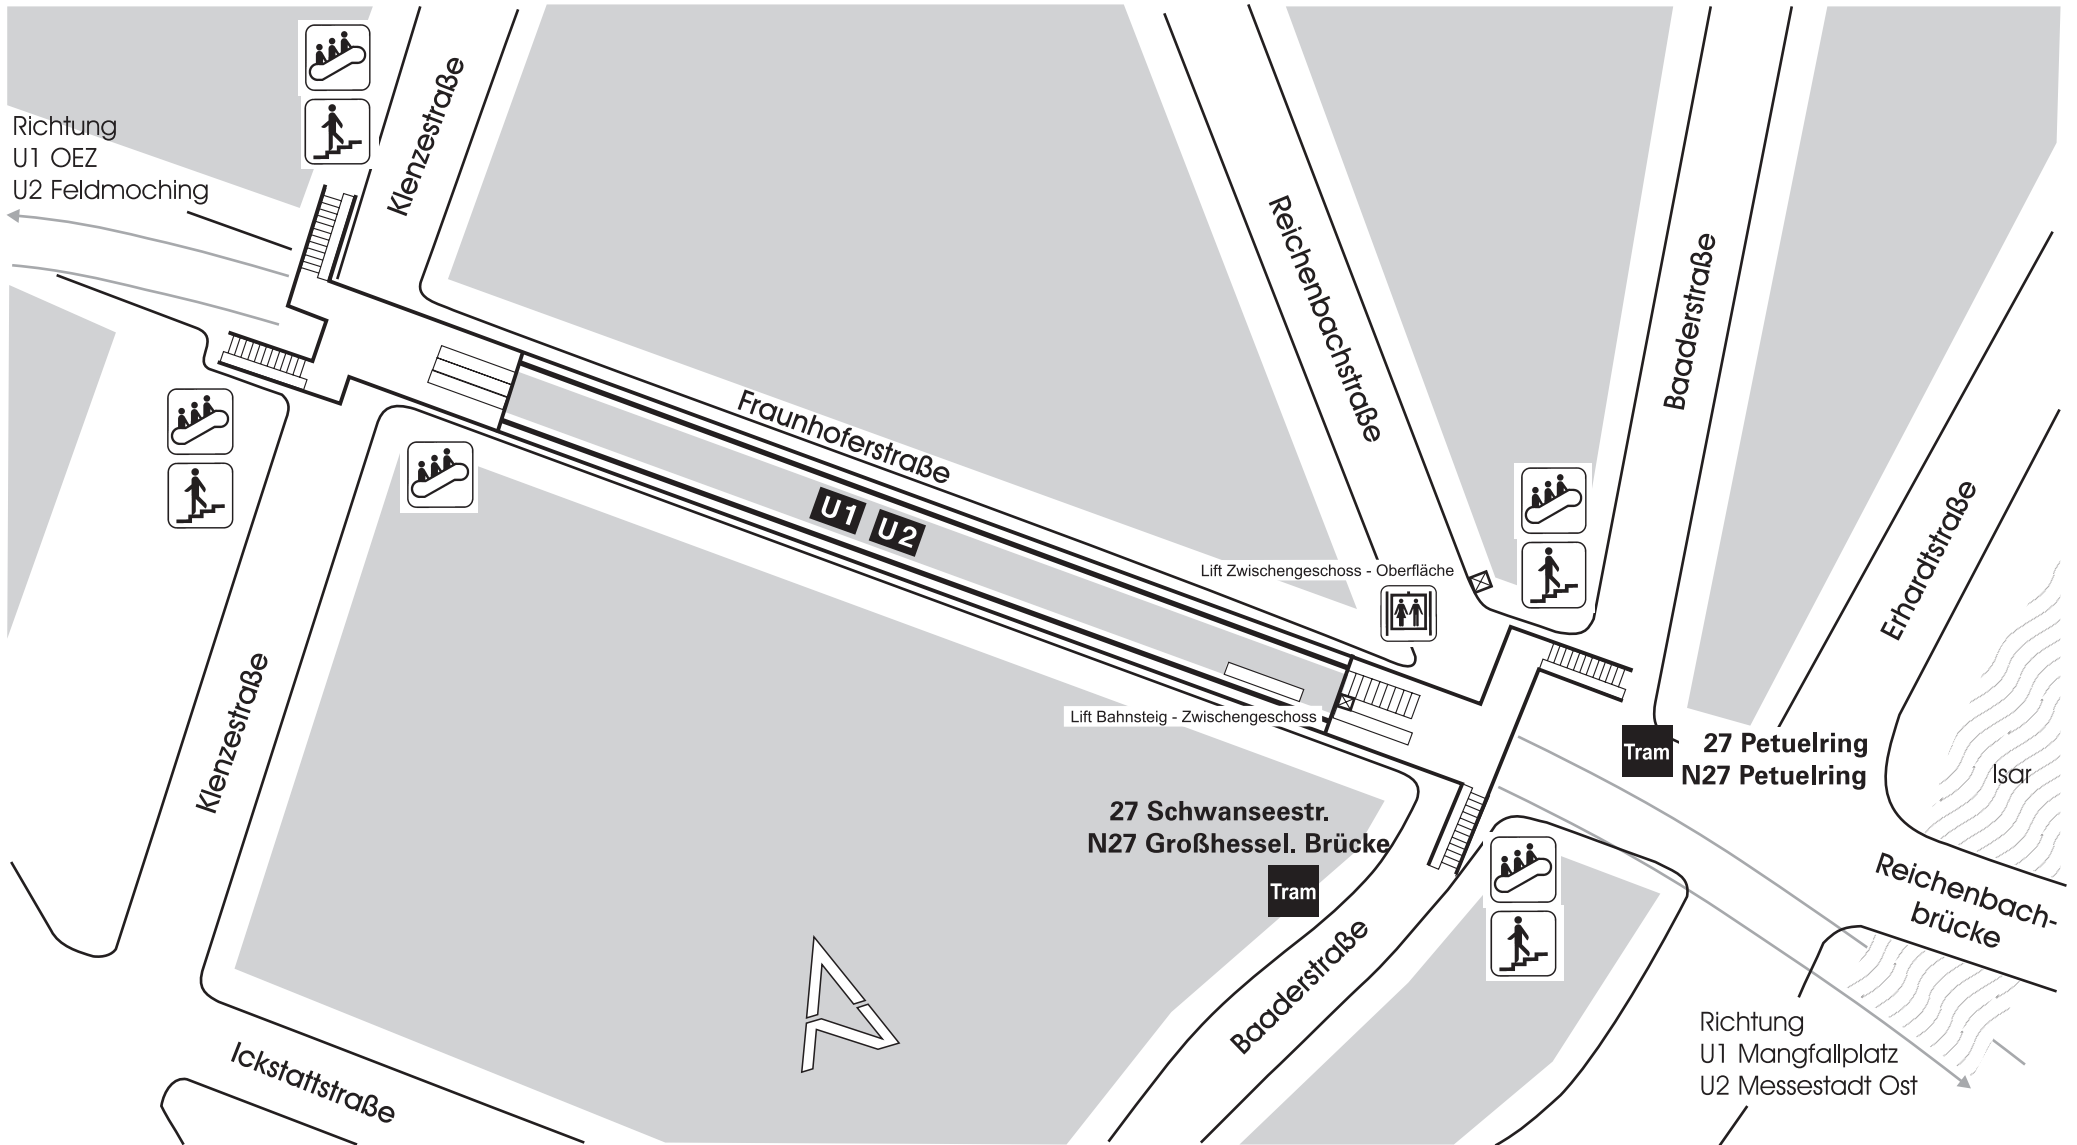 Richtung
U1 OEZ
U2 Feldmoching
Klenzestraße
Reichenbachstraße
Baaderstraße
Fraunhoferstraße
U1 U2
Erhardtstraße
Lift Zwischengeschoss - Oberfläche
Klenzestraße
Lift Bahnsteig - Zwischengeschoss
Tram
27 Petuelring
N27 Petuelring
Isar
27 Schwanseestr.
N27 Großhessel. Brücke
Tram
Reichenbach-
brücke
Baaderstraße
Ickstattstraße
Richtung
U1 Mangfallplatz
U2 Messestadt Ost